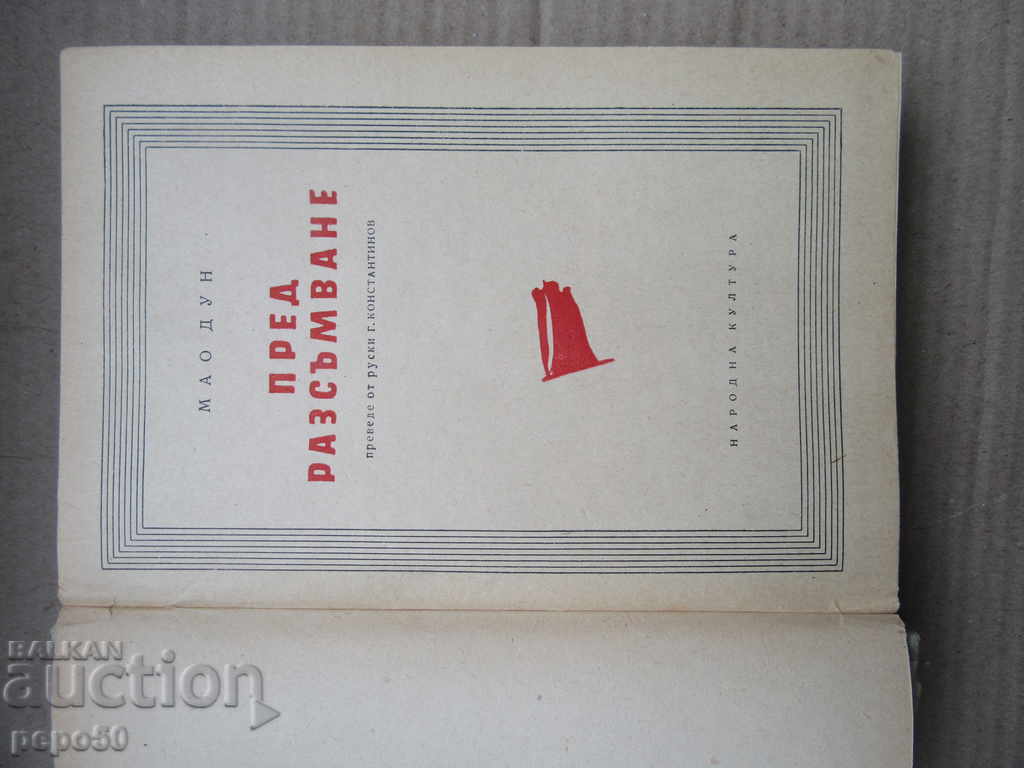 МАО ДУН
ПРЕД
РАЗСЪМВАНЕ
преведе от руски Г. КОНСТАНТИНОВ
НАРОДНА КУЛТУРА
BALKAN
auction
pepo50